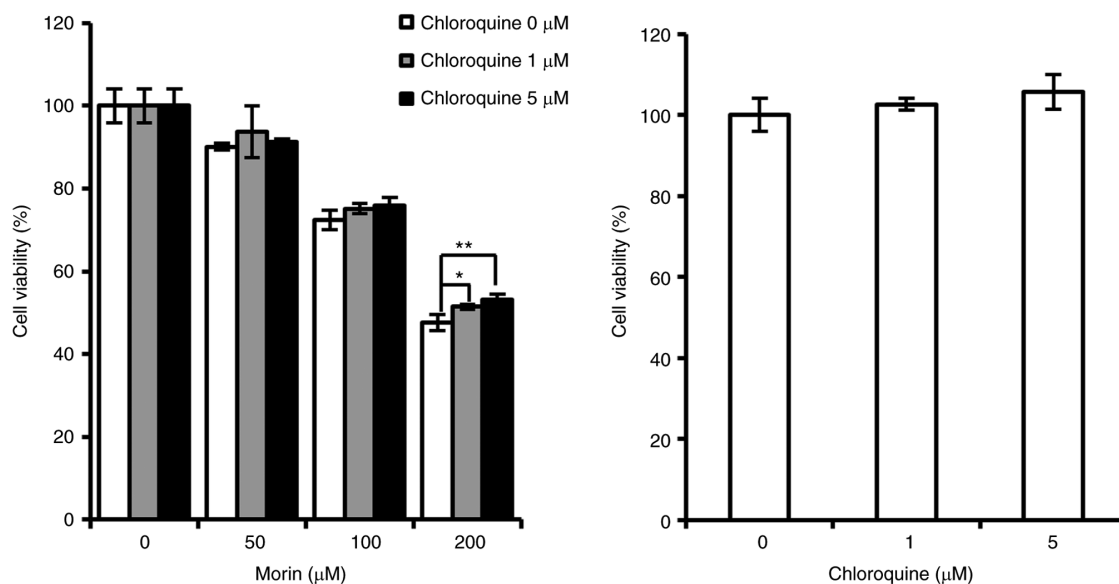 120
100
80
60
40
20
0
Cell viability (%)
Chloroquine 0 μM
Chloroquine 1 μM
Chloroquine 5 μM
**
*
0 50 100 200
Morin (μM)
120
100
80
60
40
20
0
Cell viability (%)
0 1 5
Chloroquine (μM)